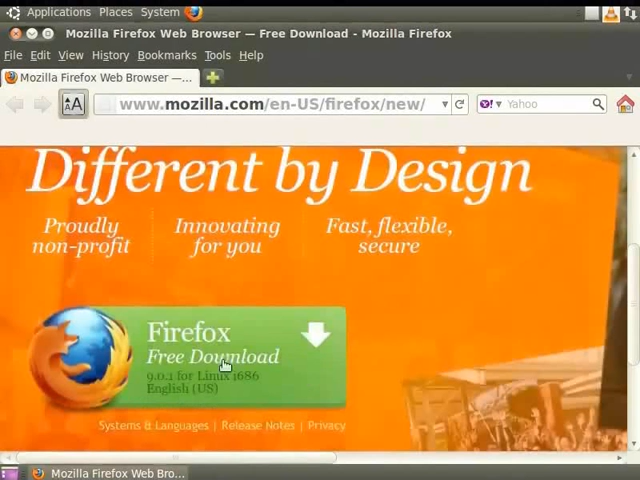 Applications Places System
Mozilla Firefox Web Browser — Free Download - Mozilla Firefox
File Edit View History Bookmarks Tools Help
Mozilla Firefox Web Browser —...
www.mozilla.com/en-US/firefox/new/
Yahoo
Different by Design
Proudly
non-profit
Innovating
for you
Fast, flexible,
secure
Firefox
Free Download
9.0.1 for Linux i686
English (US)
Systems & Languages | Release Notes | Privacy
Mozilla Firefox Web Bro...